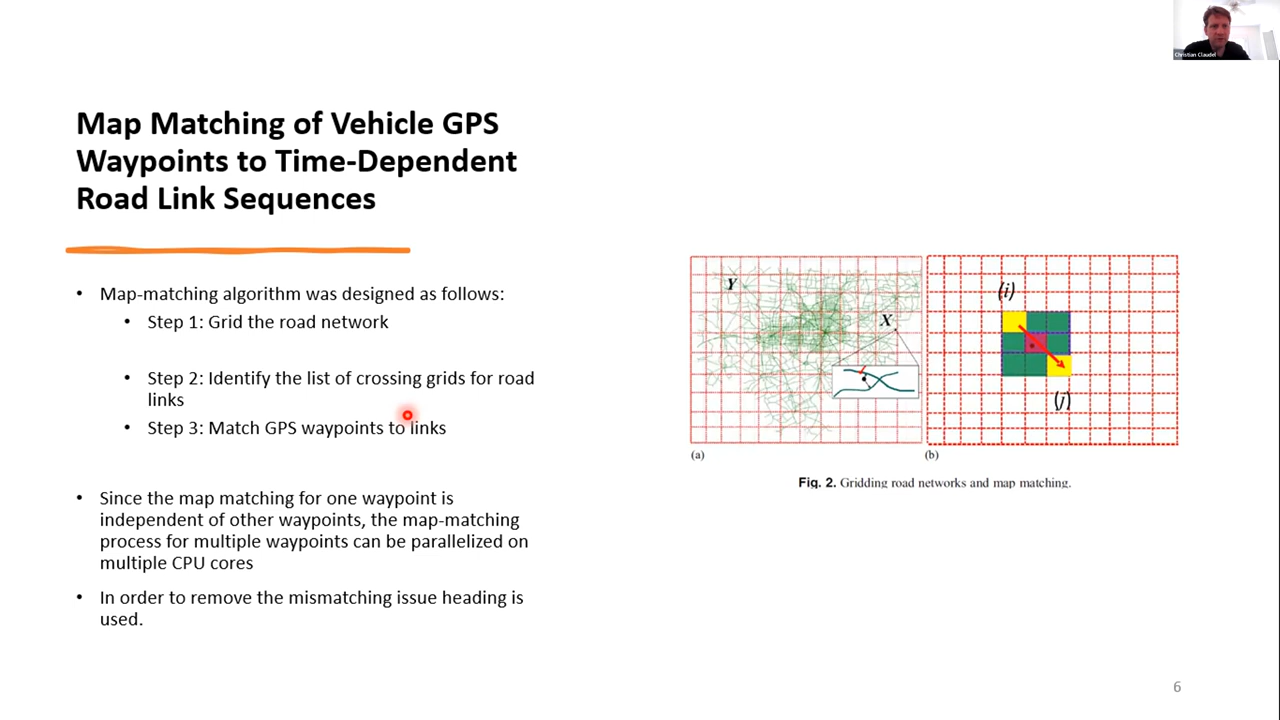 Christian Claudel
Map Matching of Vehicle GPS
Waypoints to Time-Dependent
Road Link Sequences
• Map-matching algorithm was designed as follows:
• Step 1: Grid the road network
• Step 2: Identify the list of crossing grids for road
links
• Step 3: Match GPS waypoints to links
• Since the map matching for one waypoint is
independent of other waypoints, the map-matching
process for multiple waypoints can be parallelized on
multiple CPU cores
• In order to remove the mismatching issue heading is
used.
Y
X
(i)
(j)
(a)
(b)
Fig. 2. Gridding road networks and map matching.
6